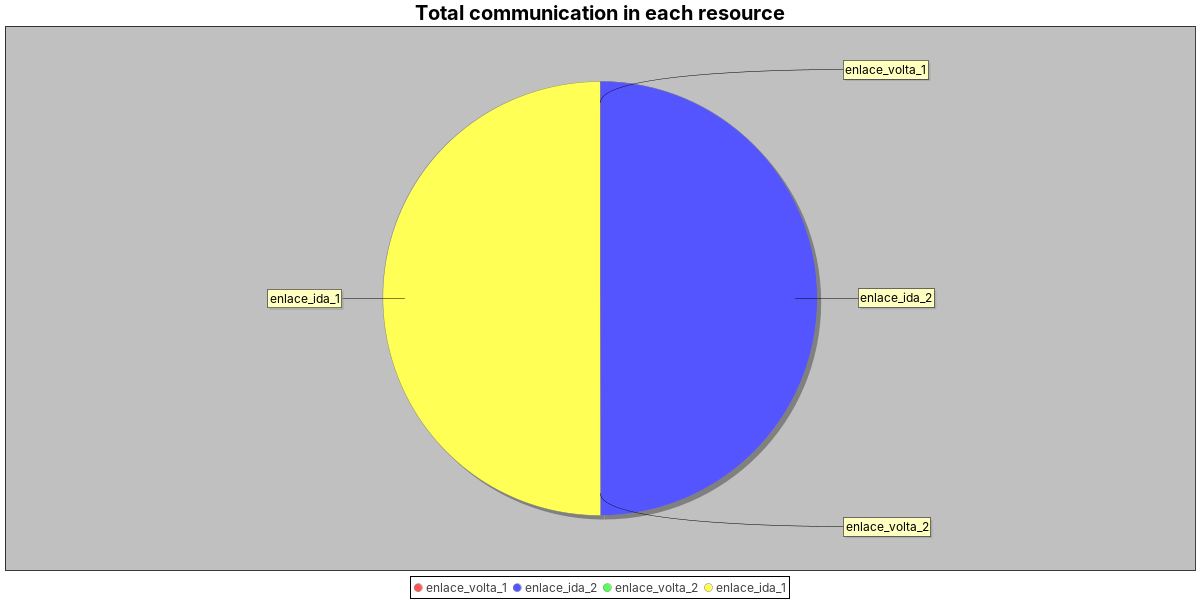 Total communication in each resource
enlace_volta_1
enlace_ida_1
enlace_ida_2
enlace_volta_2
enlace_volta_1 enlace_ida_2 enlace_volta_2 enlace_ida_1